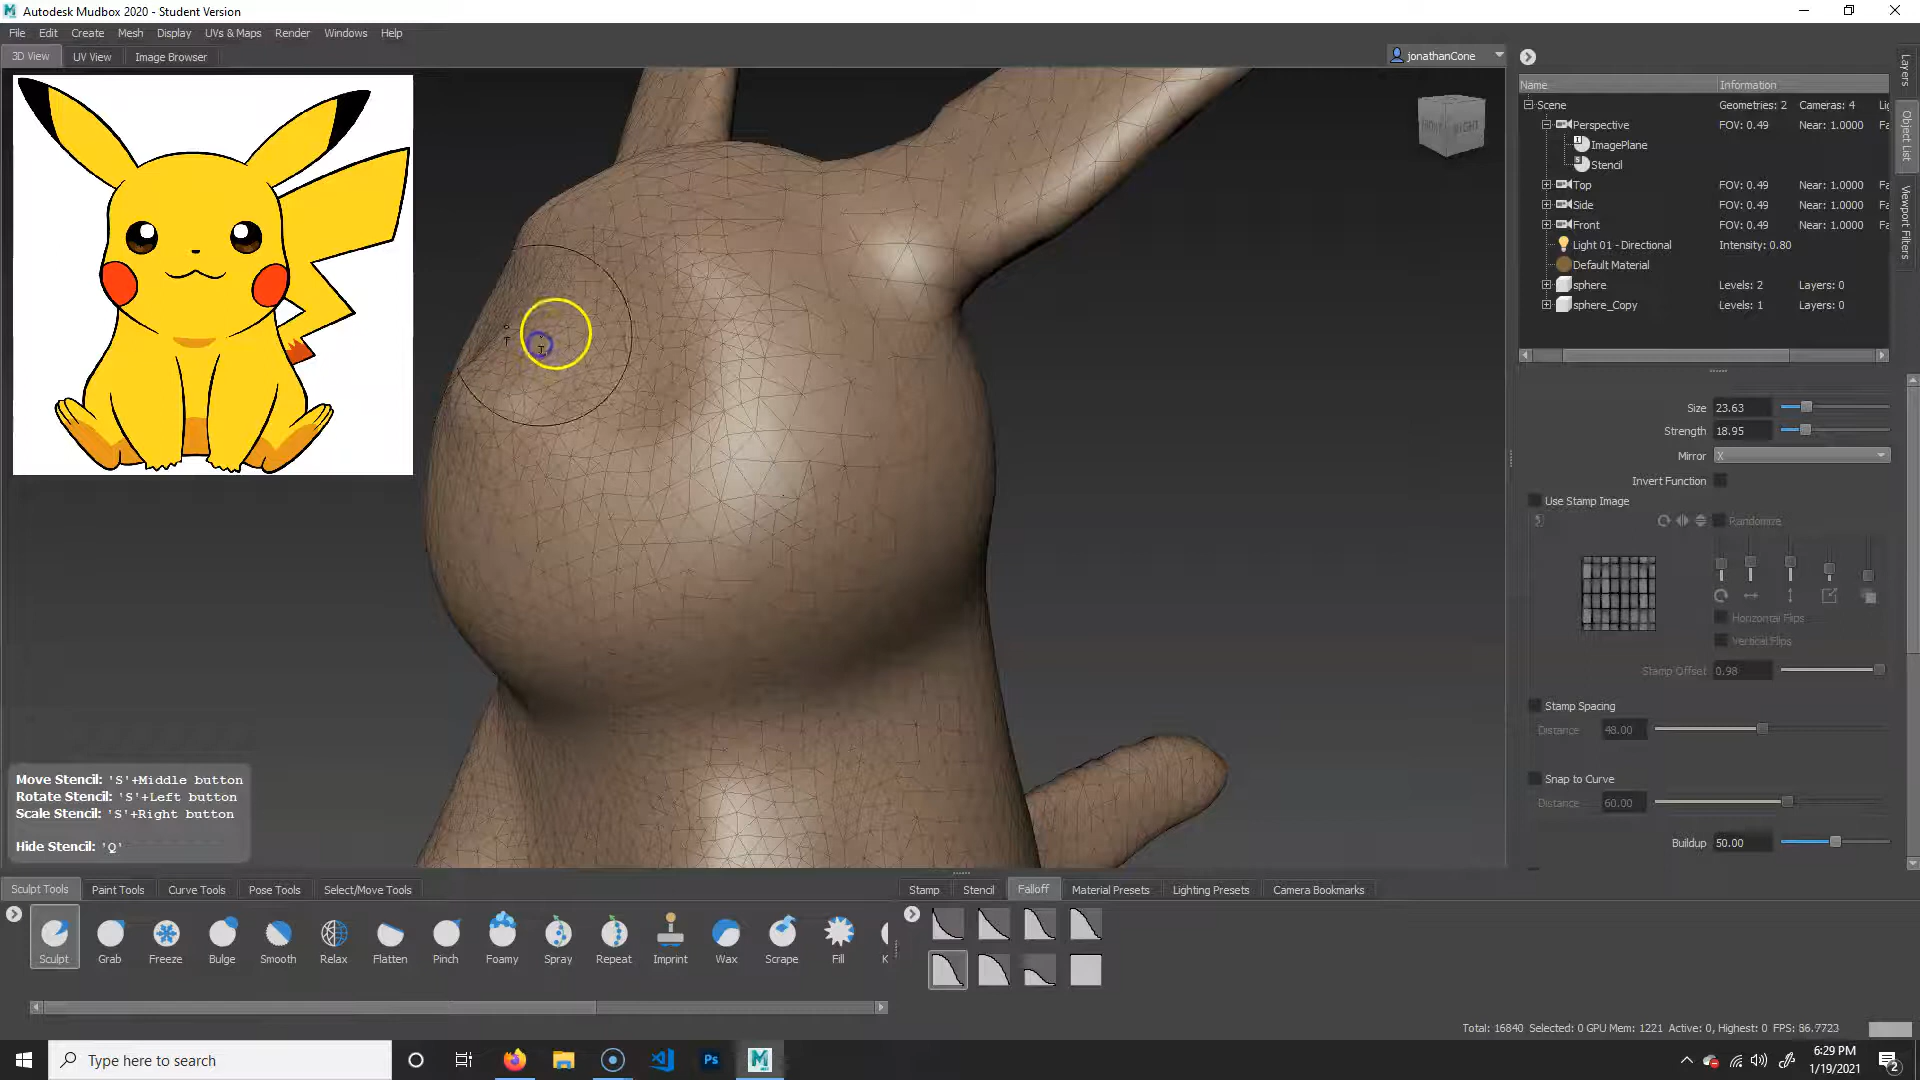 Autodesk Mudbox 2020 - Student Version
File Edit Create Mesh Display UVs & Maps Render Windows Help
3D View UV View Image Browser
jonathanCone
RIGHT
Name Information
Scene Geometries: 2 Cameras: 4
Perspective FOV: 0.49 Near: 1.0000
ImagePlane
Stencil
Top FOV: 0.49 Near: 1.0000
Side FOV: 0.49 Near: 1.0000
Front FOV: 0.49 Near: 1.0000
Light 01 - Directional Intensity: 0.80
Default Material
sphere Levels: 2 Layers: 0
sphere_Copy Levels: 1 Layers: 0
Layers
Object List
Viewport Filters
Size 23.63
Strength 18.95
Mirror X
Invert Function
Use Stamp Image
Randomize
Horizontal Flips
Vertical Flips
Stamp Offset 0.98
Stamp Spacing
Distance 48.00
Snap to Curve
Distance 60.00
Buildup 50.00
Move Stencil: 'S'+Middle button
Rotate Stencil: 'S'+Left button
Scale Stencil: 'S'+Right button
Hide Stencil: 'Q'
Sculpt Tools Paint Tools Curve Tools Pose Tools Select/Move Tools
Stamp Stencil Falloff Material Presets Lighting Presets Camera Bookmarks
Sculpt Grab Freeze Bulge Smooth Relax Flatten Pinch Foamy Spray Repeat Imprint Wax Scrape Fill K
Total: 16840 Selected: 0 GPU Mem: 1221 Active: 0, Highest: 0 FPS: 36.7723
Type here to search
Ps
6:29 PM
1/19/2021
2